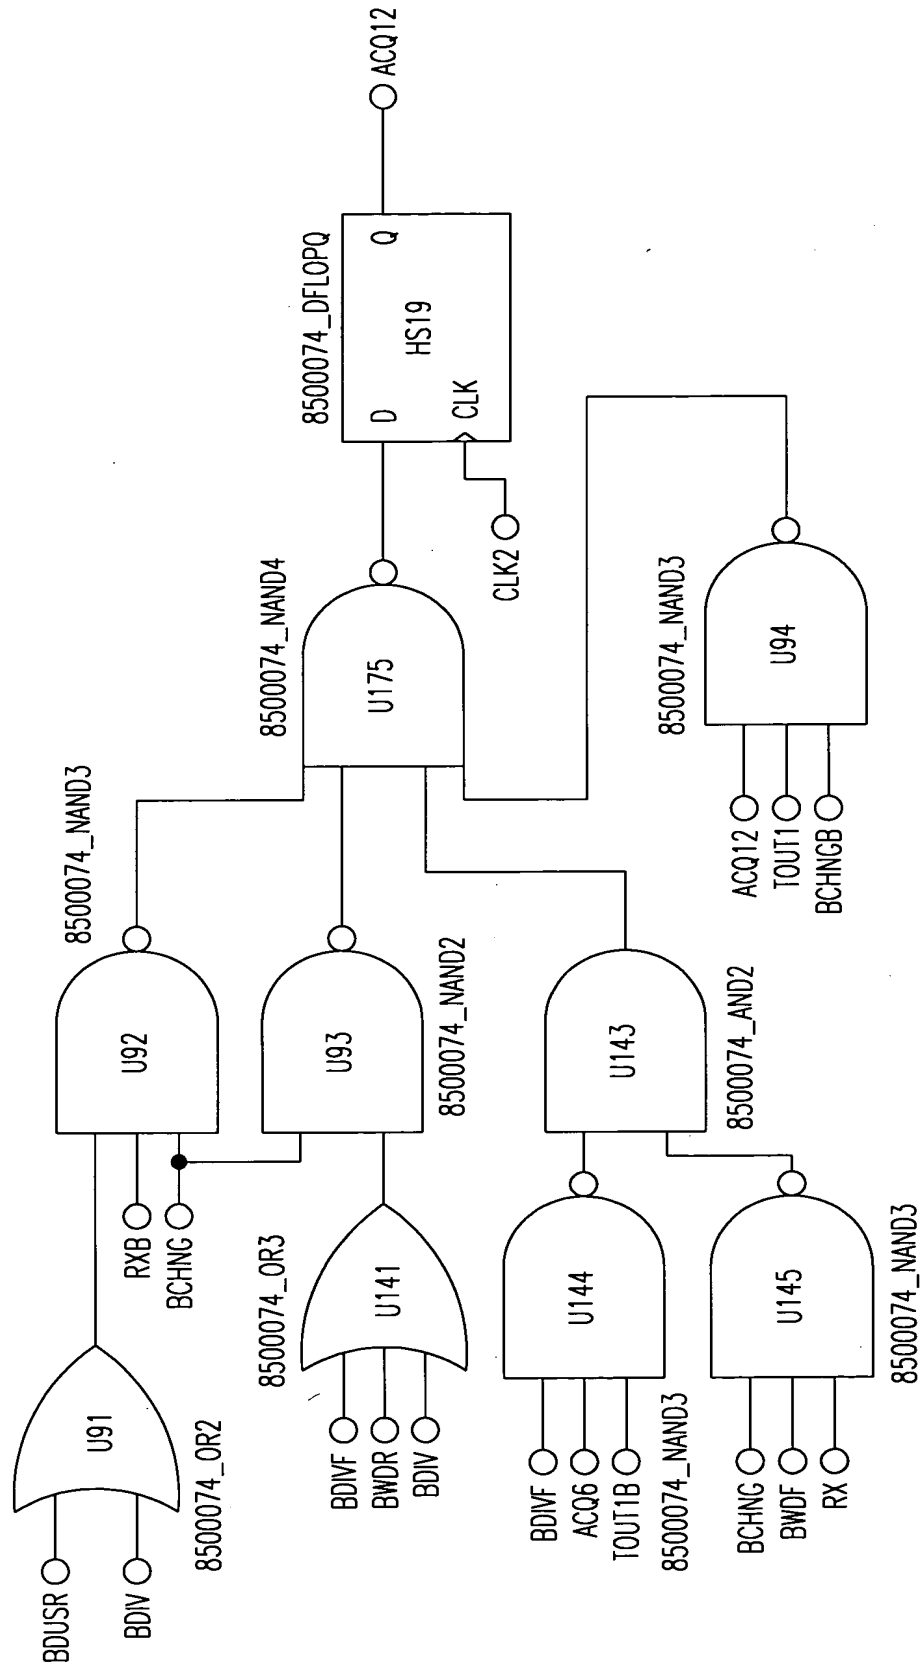 BDUSR
BDIV
U91
8500074_OR2
RXB
BCHNG
U92
8500074_NAND3
BDIVF
BWDR
BDIV
U141
8500074_OR3
U93
8500074_NAND2
BDIVF
ACQ6
TOUT1B
U144
8500074_NAND3
BCHNG
BWDF
RX
U145
8500074_NAND3
U143
8500074_AND2
U175
8500074_NAND4
ACQ12
TOUT1
BCHNGB
U94
8500074_NAND3
CLK2
8500074_DFLOPQ
D
Q
CLK
HS19
ACQ12